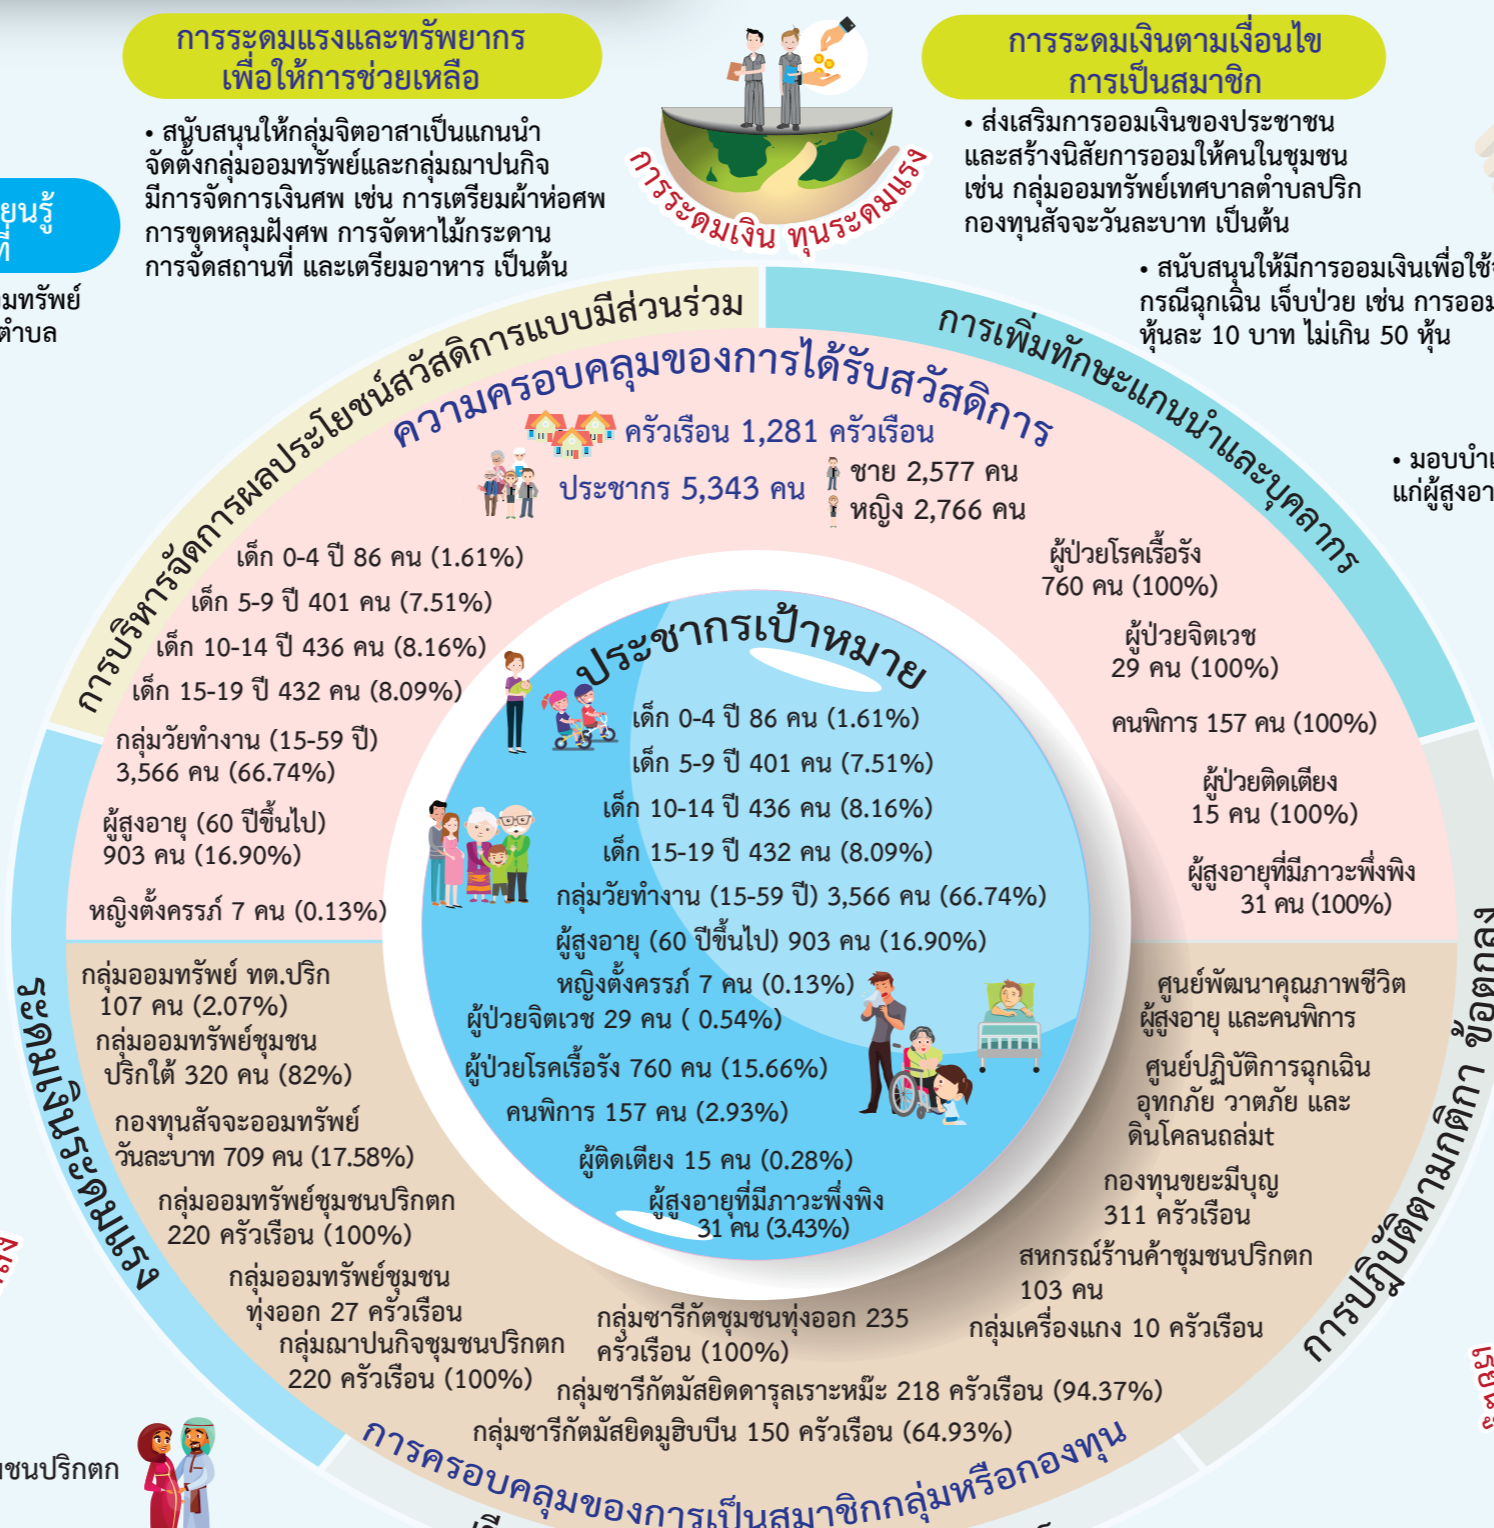 การระดมแรงและทรัพยากร
เพื่อให้การช่วยเหลือ
• สนับสนุนให้กลุ่มจิตอาสาเป็นแกนนำ
จัดตั้งกลุ่มออมทรัพย์และกลุ่มฌาปนกิจ
มีการจัดการเงินศพ เช่น การเตรียมผ้าห่อศพ
การขุดหลุมฝังศพ การจัดหาไม้กระดาน
การจัดสถานที่ และเตรียมอาหาร เป็นต้น
การระดมเงิน ทุนระดมแรง
การระดมเงินตามเงื่อนไข
การเป็นสมาชิก
• ส่งเสริมการออมเงินของประชาชน
และสร้างนิสัยการออมให้คนในชุมชน
เช่น กลุ่มออมทรัพย์เทศบาลตำบลปริก
กองทุนสัจจะวันละบาท เป็นต้น
• สนับสนุนให้มีการออมเงินเพื่อใช้
กรณีฉุกเฉิน เจ็บป่วย เช่น การออม
หุ้นละ 10 บาท ไม่เกิน 50 หุ้น
• มอบบำ
แก่ผู้สูงอา
ยนรู้
ที่
มทรัพย์
ตำบล
การบริหารจัดการผลประโยชน์สวัสดิการแบบมีส่วนร่วม
การเพิ่มทักษะแกนนำและบุคลากร
ความครอบคลุมของการได้รับสวัสดิการ
ครัวเรือน 1,281 ครัวเรือน
ประชากร 5,343 คน
ชาย 2,577 คน
หญิง 2,766 คน
เด็ก 0-4 ปี 86 คน (1.61%)
เด็ก 5-9 ปี 401 คน (7.51%)
เด็ก 10-14 ปี 436 คน (8.16%)
เด็ก 15-19 ปี 432 คน (8.09%)
กลุ่มวัยทำงาน (15-59 ปี)
3,566 คน (66.74%)
ผู้สูงอายุ (60 ปีขึ้นไป)
903 คน (16.90%)
หญิงตั้งครรภ์ 7 คน (0.13%)
ผู้ป่วยโรคเรื้อรัง
760 คน (100%)
ผู้ป่วยจิตเวช
29 คน (100%)
คนพิการ 157 คน (100%)
ผู้ป่วยติดเตียง
15 คน (100%)
ผู้สูงอายุที่มีภาวะพึ่งพิง
31 คน (100%)
ประชากรเป้าหมาย
เด็ก 0-4 ปี 86 คน (1.61%)
เด็ก 5-9 ปี 401 คน (7.51%)
เด็ก 10-14 ปี 436 คน (8.16%)
เด็ก 15-19 ปี 432 คน (8.09%)
กลุ่มวัยทำงาน (15-59 ปี) 3,566 คน (66.74%)
ผู้สูงอายุ (60 ปีขึ้นไป) 903 คน (16.90%)
หญิงตั้งครรภ์ 7 คน (0.13%)
ผู้ป่วยจิตเวช 29 คน ( 0.54%)
ผู้ป่วยโรคเรื้อรัง 760 คน (15.66%)
คนพิการ 157 คน (2.93%)
ผู้ติดเตียง 15 คน (0.28%)
ผู้สูงอายุที่มีภาวะพึ่งพิง
31 คน (3.43%)
ระดมเงินระดมแรง
กลุ่มออมทรัพย์ ทต.ปริก
107 คน (2.07%)
กลุ่มออมทรัพย์ชุมชน
ปริกใต้ 320 คน (82%)
กองทุนสัจจะออมทรัพย์
วันละบาท 709 คน (17.58%)
กลุ่มออมทรัพย์ชุมชนปริกตก
220 ครัวเรือน (100%)
กลุ่มออมทรัพย์ชุมชน
ทุ่งออก 27 ครัวเรือน
กลุ่มฌาปนกิจชุมชนปริกตก
220 ครัวเรือน (100%)
กลุ่มซารีกัตชุมชนทุ่งออก 235
ครัวเรือน (100%)
กลุ่มซารีกัตมัสยิดดารุลเราะหม๊ะ 218 ครัวเรือน (94.37%)
กลุ่มซารีกัตมัสยิดมูฮิบบีน 150 ครัวเรือน (64.93%)
ศูนย์พัฒนาคุณภาพชีวิต
ผู้สูงอายุ และคนพิการ
ศูนย์ปฏิบัติการฉุกเฉิน
อุทกภัย วาตภัย และ
ดินโคลนถล่มt
กองทุนขยะมีบุญ
311 ครัวเรือน
สหกรณ์ร้านค้าชุมชนปริกตก
103 คน
กลุ่มเครื่องแกง 10 ครัวเรือน
การปฏิบัติตามกติกา ข้อตกลง
การครอบคลุมของการเป็นสมาชิกกลุ่มหรือกองทุน
มชนปริกตก
เรียนรู้